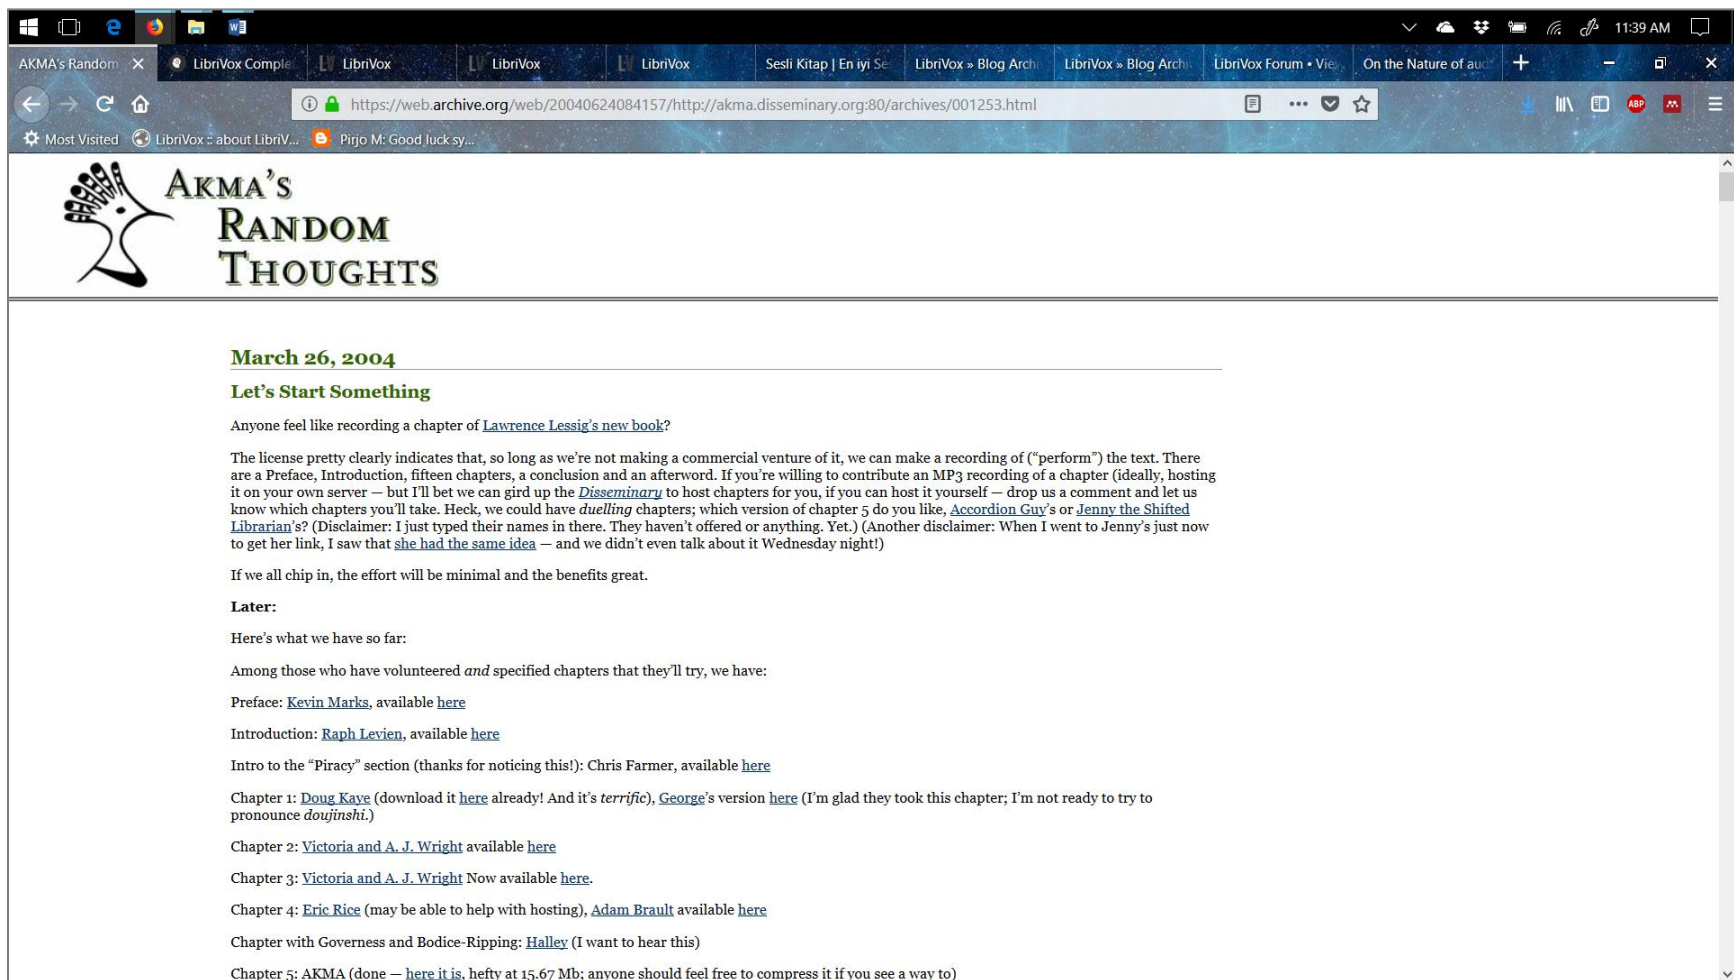 11:39 AM
AKMA's Random
LibriVox Comple
LibriVox
LibriVox
LibriVox
Sesli Kitap | En iyi Se
LibriVox » Blog Archi
LibriVox » Blog Archi
LibriVox Forum • Vie
On the Nature of aud
https://web.archive.org/web/20040624084157/http://akma.disseminary.org:80/archives/001253.html
ABP
Most Visited
LibriVox :: about LibriV...
Pirjo M: Good luck sy...
AKMA'S
RANDOM
THOUGHTS
March 26, 2004
Let's Start Something
Anyone feel like recording a chapter of Lawrence Lessig's new book?
The license pretty clearly indicates that, so long as we're not making a commercial venture of it, we can make a recording of ("perform") the text. There
are a Preface, Introduction, fifteen chapters, a conclusion and an afterword. If you're willing to contribute an MP3 recording of a chapter (ideally, hosting
it on your own server — but I'll bet we can gird up the Disseminary to host chapters for you, if you can host it yourself — drop us a comment and let us
know which chapters you'll take. Heck, we could have duelling chapters; which version of chapter 5 do you like, Accordion Guy's or Jenny the Shifted
Librarian's? (Disclaimer: I just typed their names in there. They haven't offered or anything. Yet.) (Another disclaimer: When I went to Jenny's just now
to get her link, I saw that she had the same idea — and we didn't even talk about it Wednesday night!)
If we all chip in, the effort will be minimal and the benefits great.
Later:
Here's what we have so far:
Among those who have volunteered and specified chapters that they'll try, we have:
Preface: Kevin Marks, available here
Introduction: Raph Levien, available here
Intro to the "Piracy" section (thanks for noticing this!): Chris Farmer, available here
Chapter 1: Doug Kaye (download it here already! And it's terrific), George's version here (I'm glad they took this chapter; I'm not ready to try to
pronounce doujinshi.)
Chapter 2: Victoria and A. J. Wright available here
Chapter 3: Victoria and A. J. Wright Now available here.
Chapter 4: Eric Rice (may be able to help with hosting), Adam Brault available here
Chapter with Governess and Bodice-Ripping: Halley (I want to hear this)
Chapter 5: AKMA (done — here it is, hefty at 15.67 Mb; anyone should feel free to compress it if you see a way to)